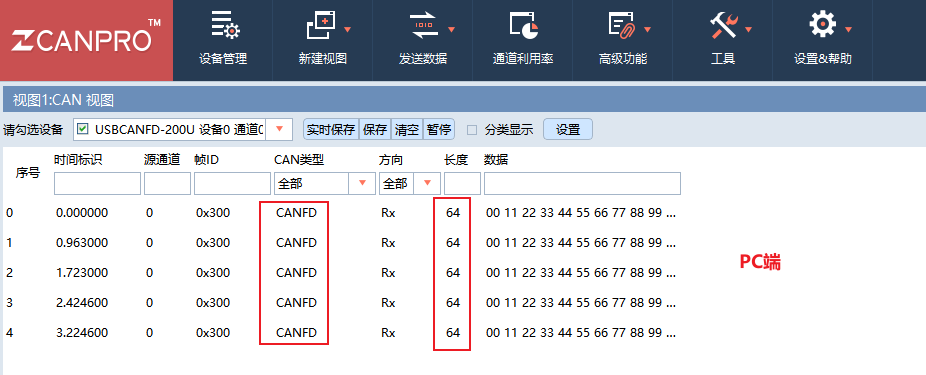 ZCANPRO™
1010
设备管理 新建视图 发送数据 通道利用率 高级功能 工具 设置&帮助
视图1:CAN 视图
请勾选设备 USBCANFD-200U 设备0 通道0 实时保存 保存 清空 暂停 分类显示 设置
序号 时间标识 源通道 帧ID CAN类型 方向 长度 数据
全部 全部
0 0.000000 0 0x300 CANFD Rx 64 00 11 22 33 44 55 66 77 88 99 ...
1 0.963000 0 0x300 CANFD Rx 64 00 11 22 33 44 55 66 77 88 99 ...
2 1.723000 0 0x300 CANFD Rx 64 00 11 22 33 44 55 66 77 88 99 ...
3 2.424600 0 0x300 CANFD Rx 64 00 11 22 33 44 55 66 77 88 99 ...
4 3.224600 0 0x300 CANFD Rx 64 00 11 22 33 44 55 66 77 88 99 ...
PC端